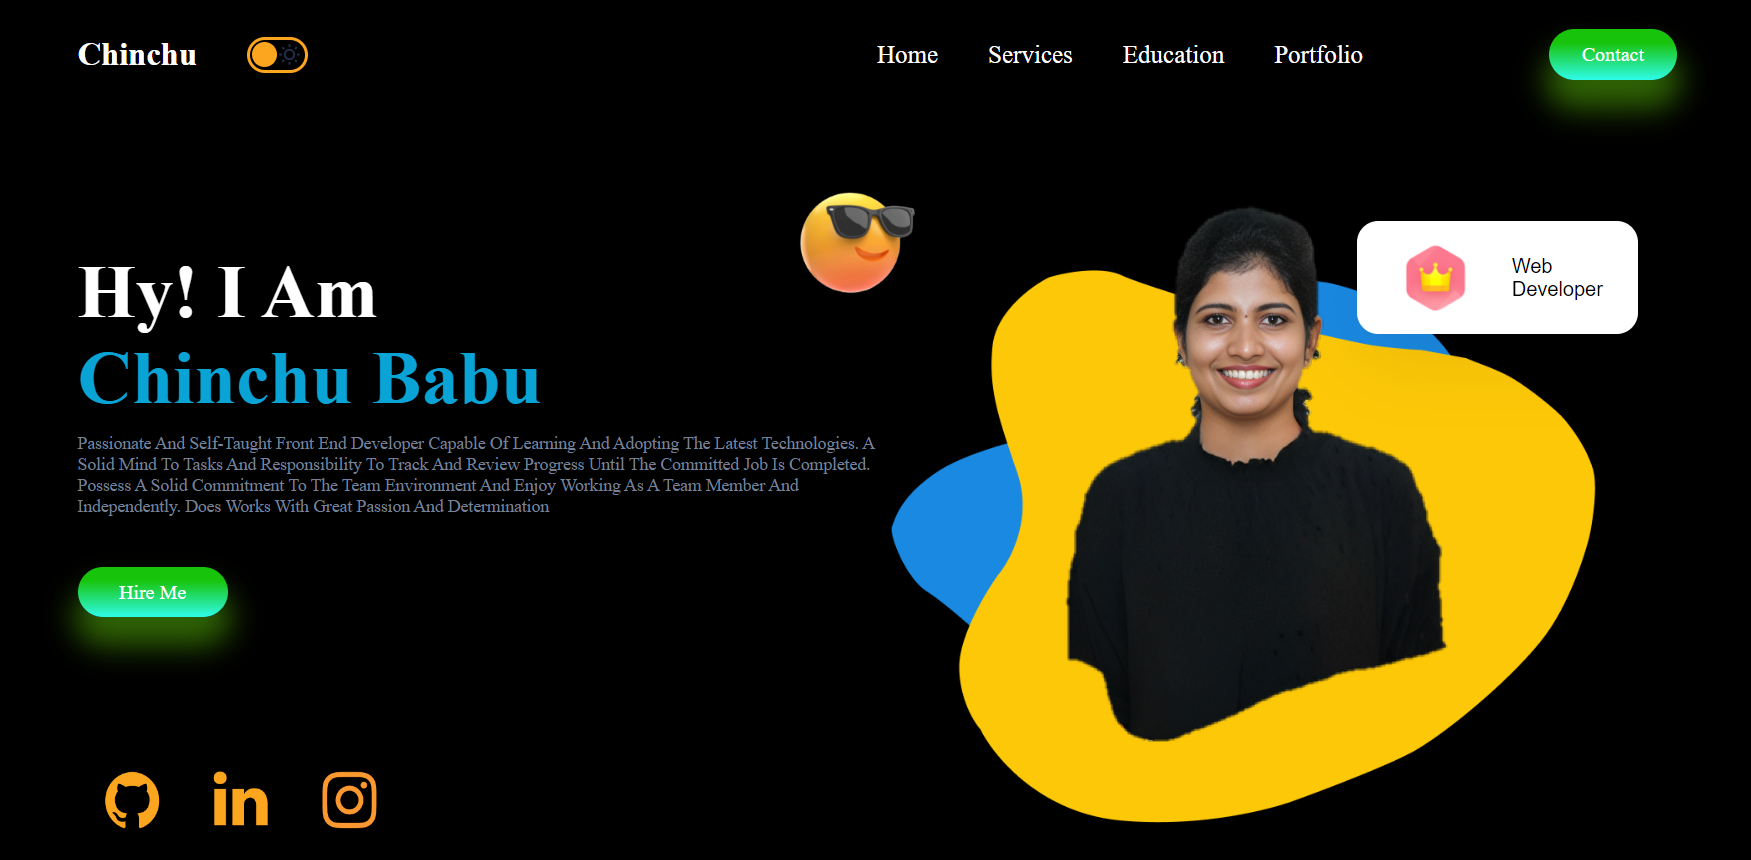 Chinchu
Home
Services
Education
Portfolio
Contact
Web
Developer
Hy! I Am
Chinchu Babu
Passionate And Self-Taught Front End Developer Capable Of Learning And Adopting The Latest Technologies. A
Solid Mind To Tasks And Responsibility To Track And Review Progress Until The Committed Job Is Completed.
Possess A Solid Commitment To The Team Environment And Enjoy Working As A Team Member And
Independently. Does Works With Great Passion And Determination
Hire Me
in